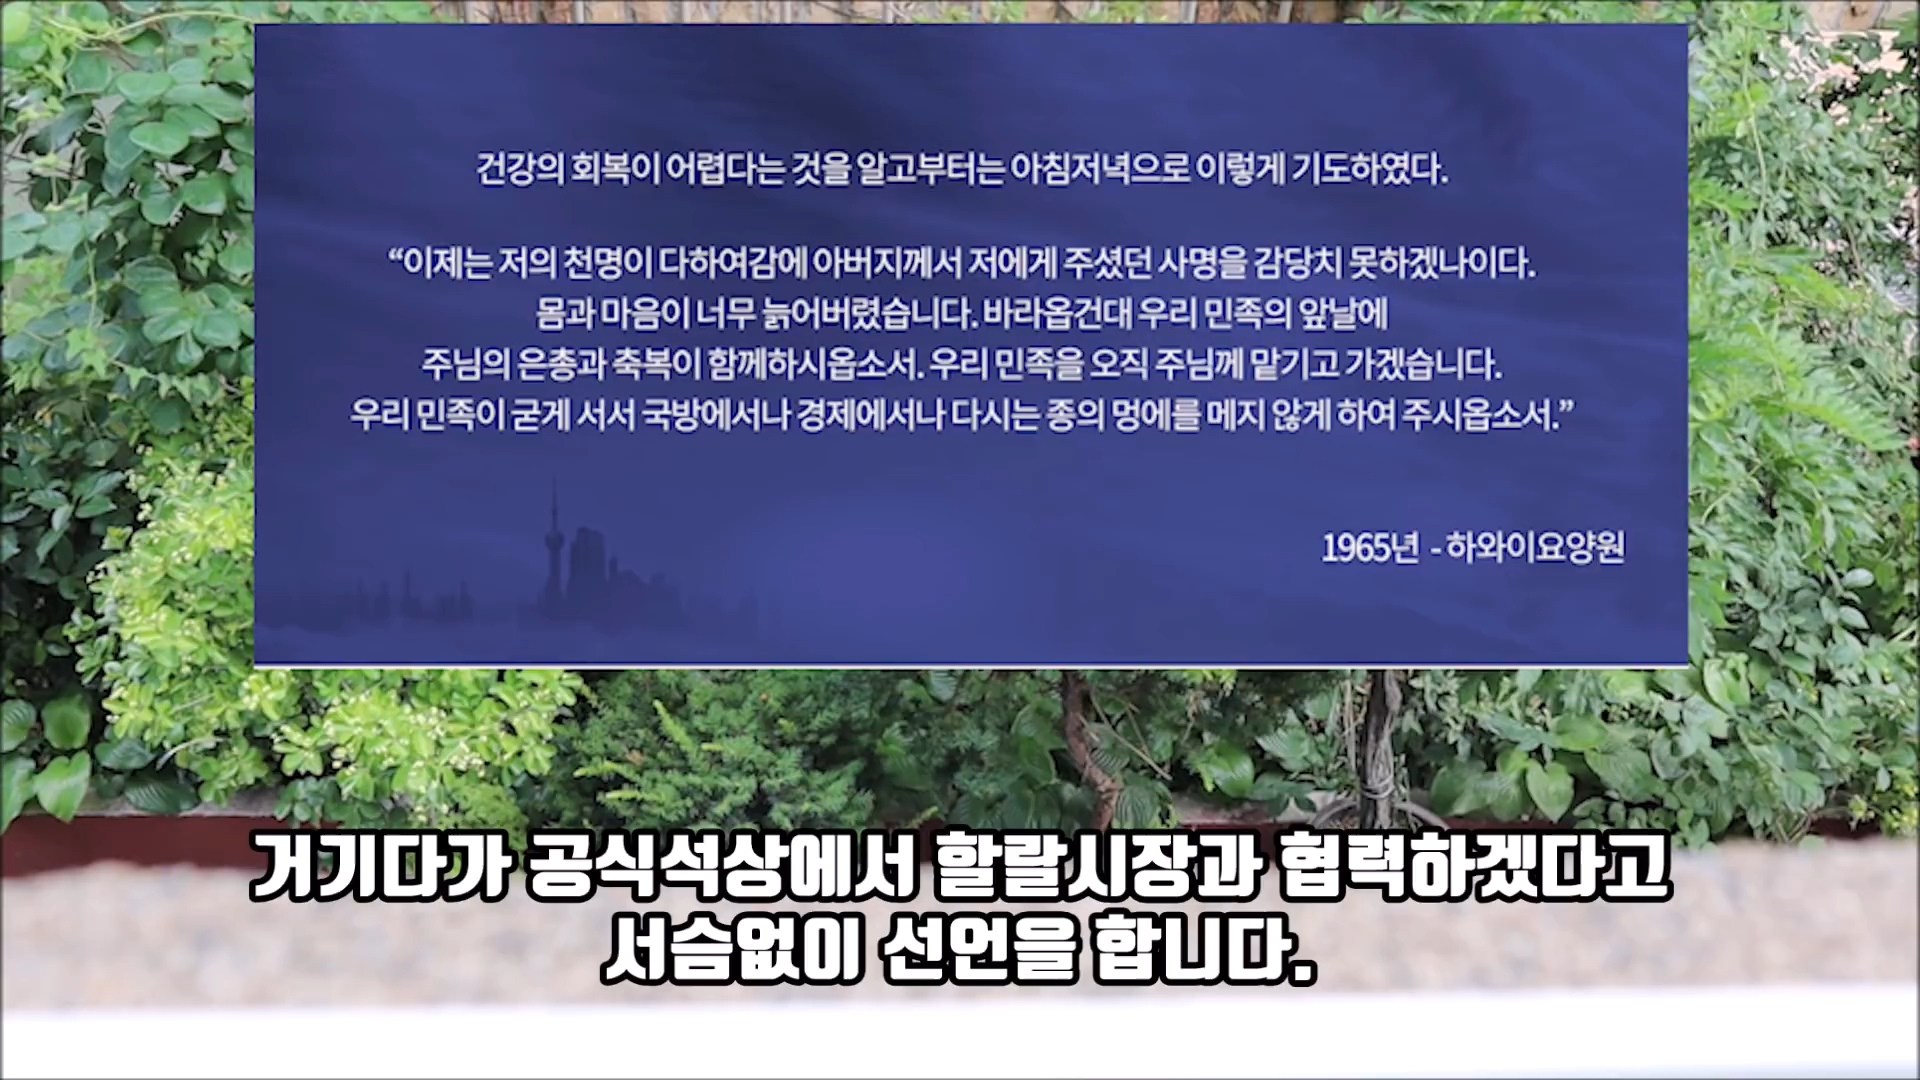 건강의 회복이 어렵다는 것을 알고부터는 아침저녁으로 이렇게 기도하였다.
“이제는 저의 천명이 다하여감에 아버지께서 저에게 주셨던 사명을 감당치 못하겠나이다.
몸과 마음이 너무 늙어버렸습니다. 바라옵건대 우리 민족의 앞날에
주님의 은총과 축복이 함께하시옵소서. 우리 민족을 오직 주님께 맡기고 가겠습니다.
우리 민족이 굳게 서서 국방에서나 경제에서나 다시는 종의 멍에를 메지 않게 하여 주시옵소서.”
1965년 - 하와이요양원
거기다가 공식석상에서 할랄시장과 협력하겠다고
서슴없이 선언을 합니다.